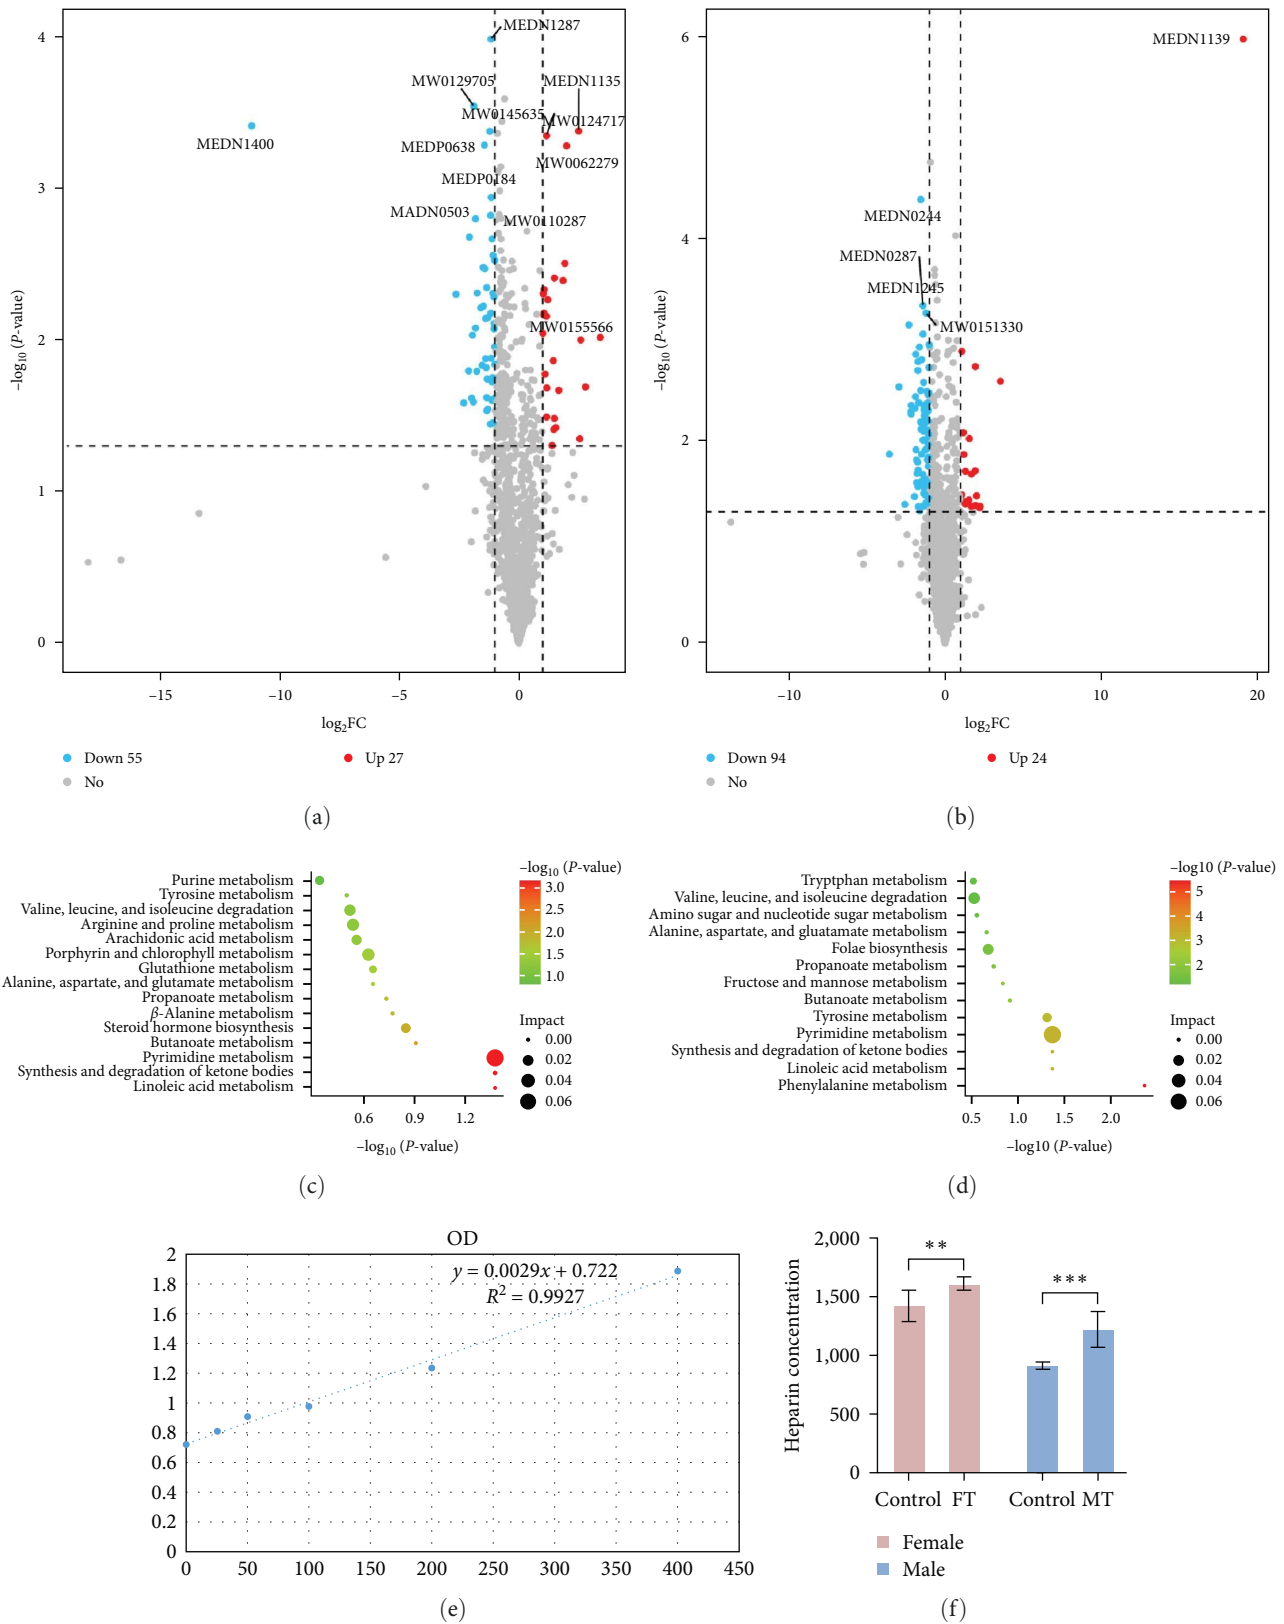 4
3
2
1
0
–log10 (P-value)
MEDN1287
MW0129705
MEDN1135
MW0145635
MW0124717
MEDN1400
MEDP0638
MW0062279
MEDP0184
MADN0503
MW0110287
MW0155566
–15
–10
–5
0
log2FC
Down 55
Up 27
No
(a)
6
4
2
0
–log10 (P-value)
MEDN1139
MEDN0244
MEDN0287
MEDN1245
MW0151330
–10
0
10
20
log2FC
Down 94
Up 24
No
(b)
Purine metabolism
Tyrosine metabolism
Valine, leucine, and isoleucine degradation
Arginine and proline metabolism
Arachidonic acid metabolism
Porphyrin and chlorophyll metabolism
Glutathione metabolism
Alanine, aspartate, and glutamate metabolism
Propanoate metabolism
β-Alanine metabolism
Steroid hormone biosynthesis
Butanoate metabolism
Pyrimidine metabolism
Synthesis and degradation of ketone bodies
Linoleic acid metabolism
0.6
0.9
1.2
–log10 (P-value)
–log10 (P-value)
3.0
2.5
2.0
1.5
1.0
Impact
0.00
0.02
0.04
0.06
(c)
Tryptphan metabolism
Valine, leucine, and isoleucine degradation
Amino sugar and nucleotide sugar metabolism
Alanine, aspartate, and gluatamate metabolism
Folae biosynthesis
Propanoate metabolism
Fructose and mannose metabolism
Butanoate metabolism
Tyrosine metabolism
Pyrimidine metabolism
Synthesis and degradation of ketone bodies
Linoleic acid metabolism
Phenylalanine metabolism
0.5
1.0
1.5
2.0
–log10 (P-value)
–log10 (P-value)
5
4
3
2
Impact
0.00
0.02
0.04
0.06
(d)
OD
y = 0.0029x + 0.722
R2 = 0.9927
2
1.8
1.6
1.4
1.2
1
0.8
0.6
0.4
0.2
0
0
50
100
150
200
250
300
350
400
450
(e)
Heparin concentration
2,000
1,500
1,000
500
0
**
***
Control
FT
Control
MT
Female
Male
(f)